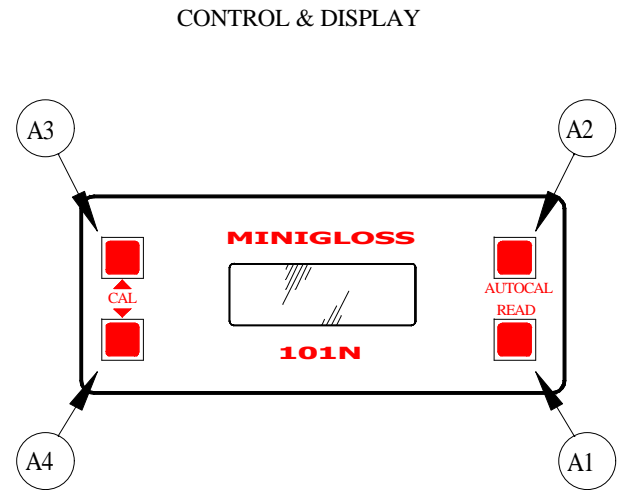 CONTROL & DISPLAY
A3
A2
MINIGLOSS
CAL
AUTOCAL
READ
101N
A4
A1